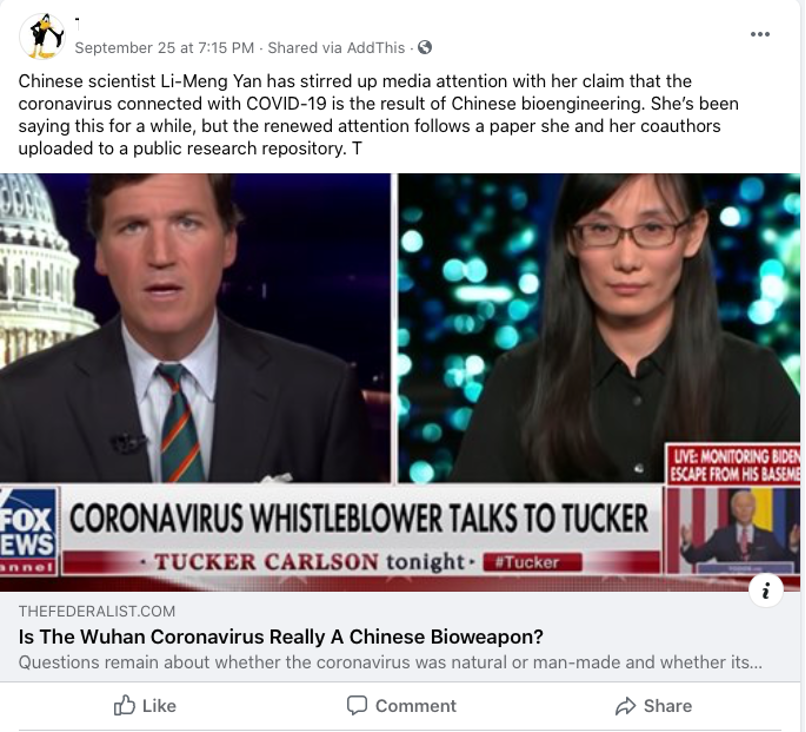 September 25 at 7:15 PM · Shared via AddThis ·
Chinese scientist Li-Meng Yan has stirred up media attention with her claim that the
coronavirus connected with COVID-19 is the result of Chinese bioengineering. She's been
saying this for a while, but the renewed attention follows a paper she and her coauthors
uploaded to a public research repository. T
LIVE: MONITORING BIDEN
ESCAPE FROM HIS BASEME
FOX
EWS
annel
CORONAVIRUS WHISTLEBLOWER TALKS TO TUCKER
· TUCKER CARLSON tonight · #Tucker
THEFEDERALIST.COM
Is The Wuhan Coronavirus Really A Chinese Bioweapon?
Questions remain about whether the coronavirus was natural or man-made and whether its...
Like
Comment
Share